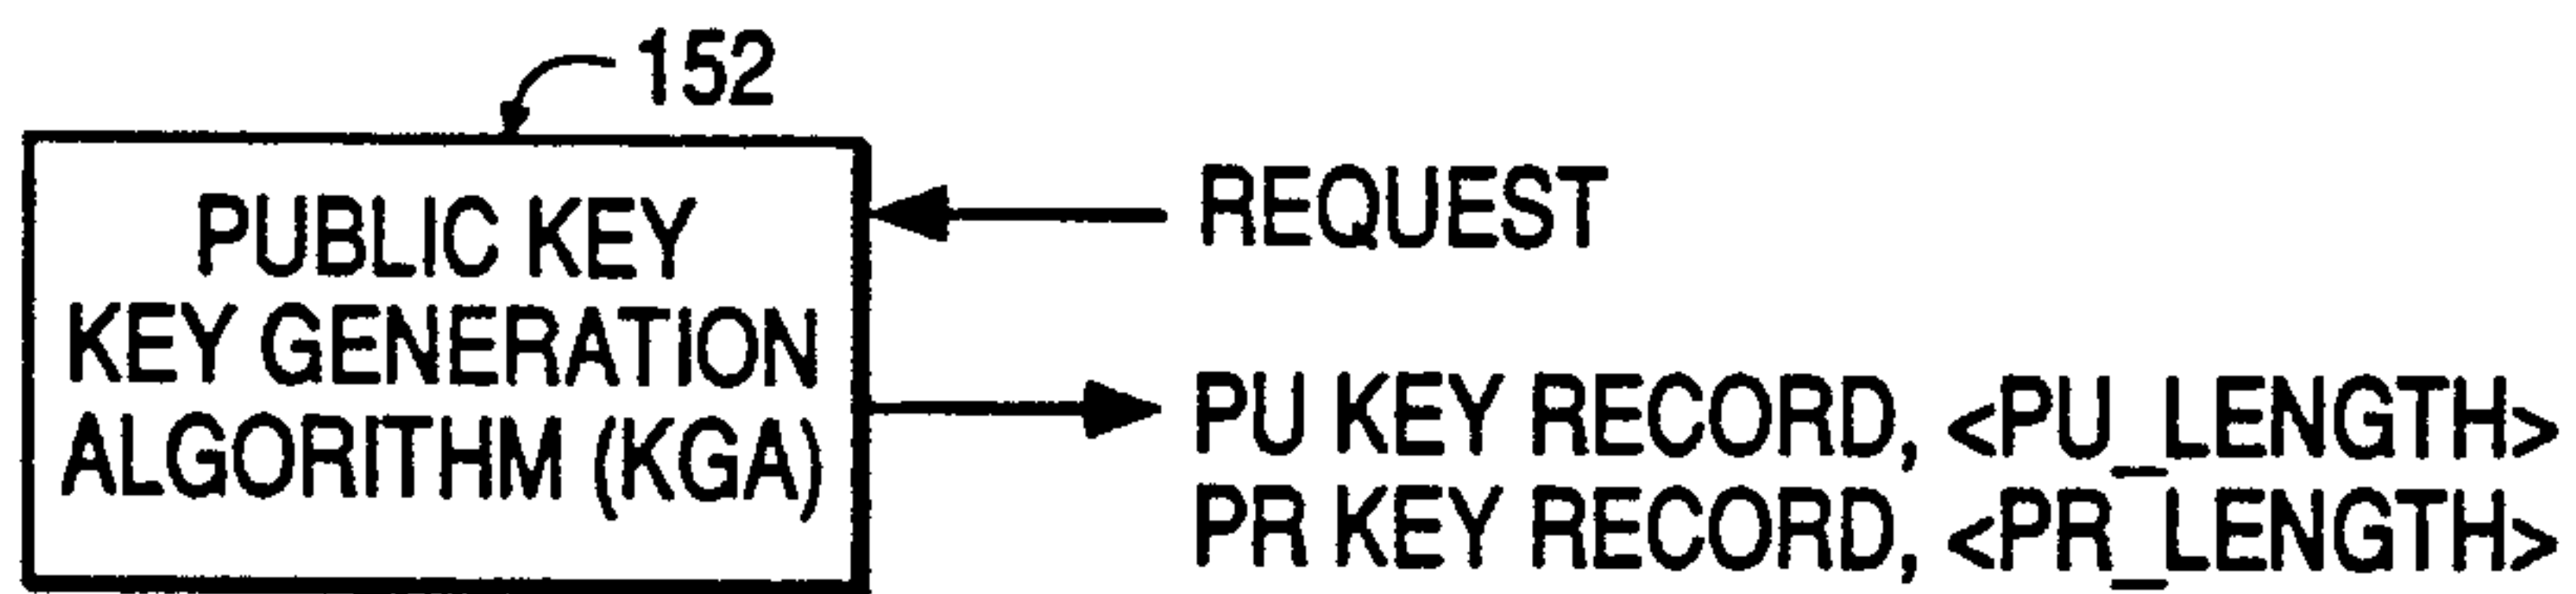 152
PUBLIC KEY
KEY GENERATION
ALGORITHM (KGA)
REQUEST
PU KEY RECORD, <PU_LENGTH>
PR KEY RECORD, <PR_LENGTH>